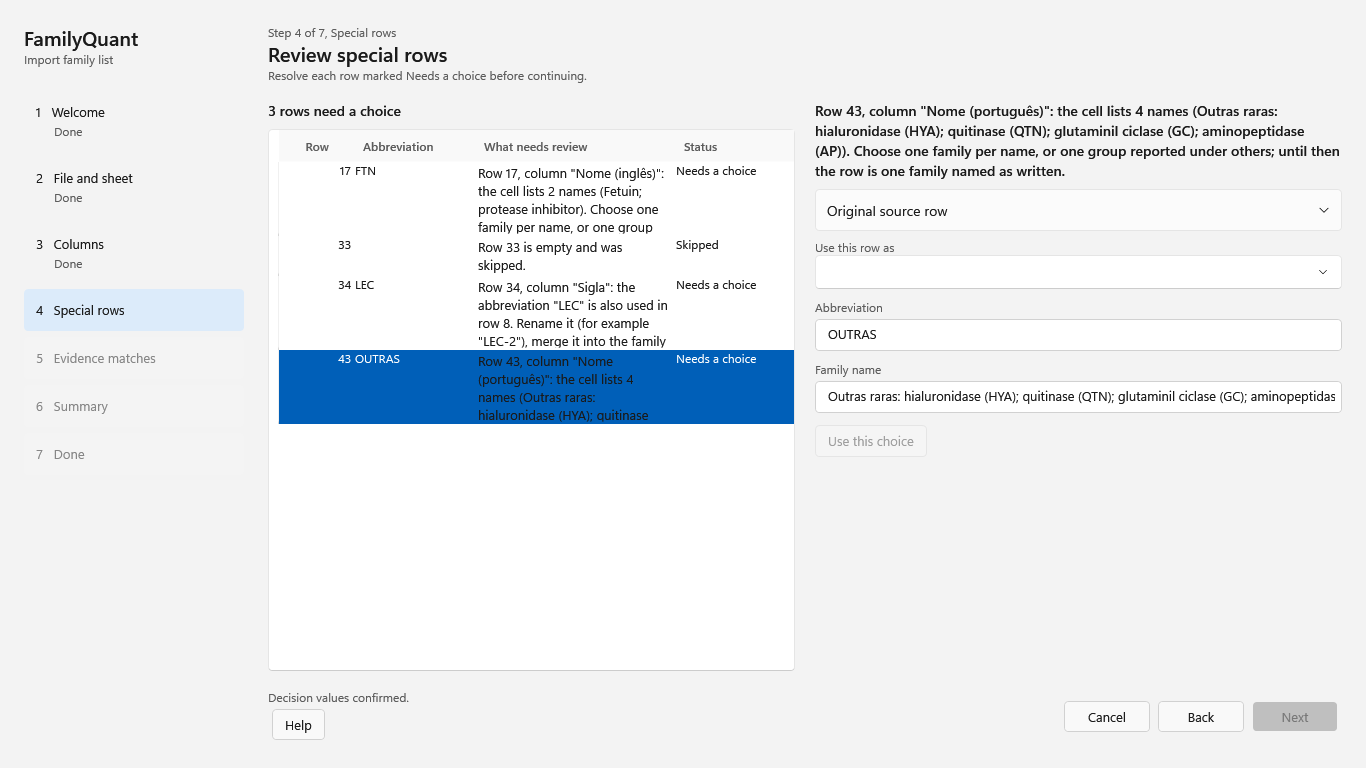 FamilyQuant
Import family list
1 Welcome
Done
2 File and sheet
Done
3 Columns
Done
4 Special rows
5 Evidence matches
6 Summary
7 Done
Step 4 of 7, Special rows
Review special rows
Resolve each row marked Needs a choice before continuing.
3 rows need a choice
Row Abbreviation What needs review Status
17 FTN Row 17, column "Nome (inglês)": Needs a choice
the cell lists 2 names (Fetuin;
protease inhibitor). Choose one
family per name, or one group
33 Row 33 is empty and was Skipped
skipped.
34 LEC Row 34, column "Sigla": the Needs a choice
abbreviation "LEC" is also used in
row 8. Rename it (for example
"LEC-2"), merge it into the family
43 OUTRAS Row 43, column "Nome Needs a choice
(português)": the cell lists 4
names (Outras raras:
hialuronidase (HYA); quitinase
Decision values confirmed.
Help
Row 43, column "Nome (português)": the cell lists 4 names (Outras raras:
hialuronidase (HYA); quitinase (QTN); glutaminil ciclase (GC); aminopeptidase
(AP)). Choose one family per name, or one group reported under others; until then
the row is one family named as written.
Original source row
Use this row as
Abbreviation
OUTRAS
Family name
Outras raras: hialuronidase (HYA); quitinase (QTN); glutaminil ciclase (GC); aminopeptidas
Use this choice
Cancel Back Next